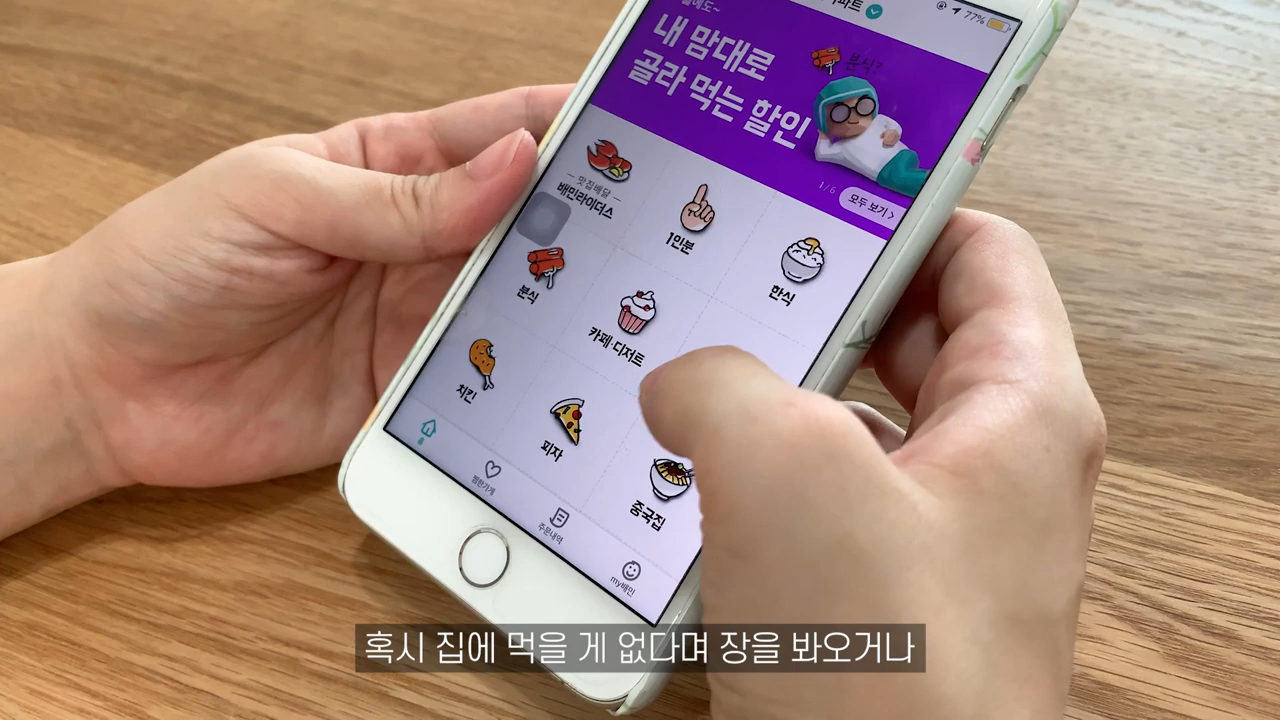 77%
내 맘대로
골라 먹는 할인
분식?
1/6
모두 보기 >
맛집배달
배민라이더스
1인분
한식
분식
카페·디저트
치킨
피자
중국집
찜한가게
주문내역
my배민
혹시 집에 먹을 게 없다며 장을 봐오거나